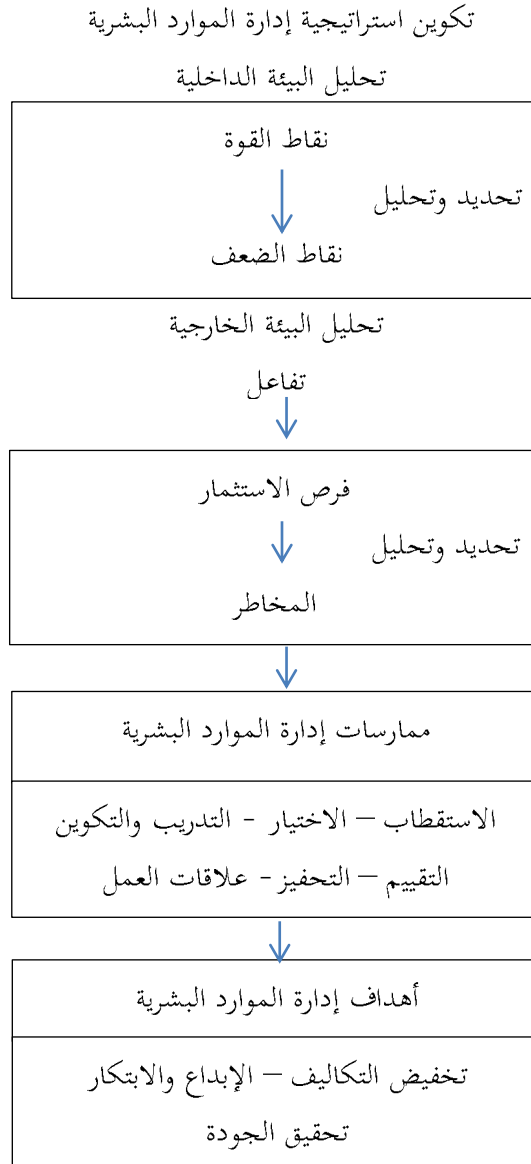 تكوين استراتيجية إدارة الموارد البشرية
تحليل البيئة الداخلية
نقاط القوة
تحديد وتحليل
نقاط الضعف
تحليل البيئة الخارجية
تفاعل
فرص الاستثمار
تحديد وتحليل
المخاطر
ممارسات إدارة الموارد البشرية
الاستقطاب – الاختيار - التدريب والتكوين
التقييم – التحفيز - علاقات العمل
أهداف إدارة الموارد البشرية
تخفيض التكاليف – الإبداع والابتكار
تحقيق الجودة